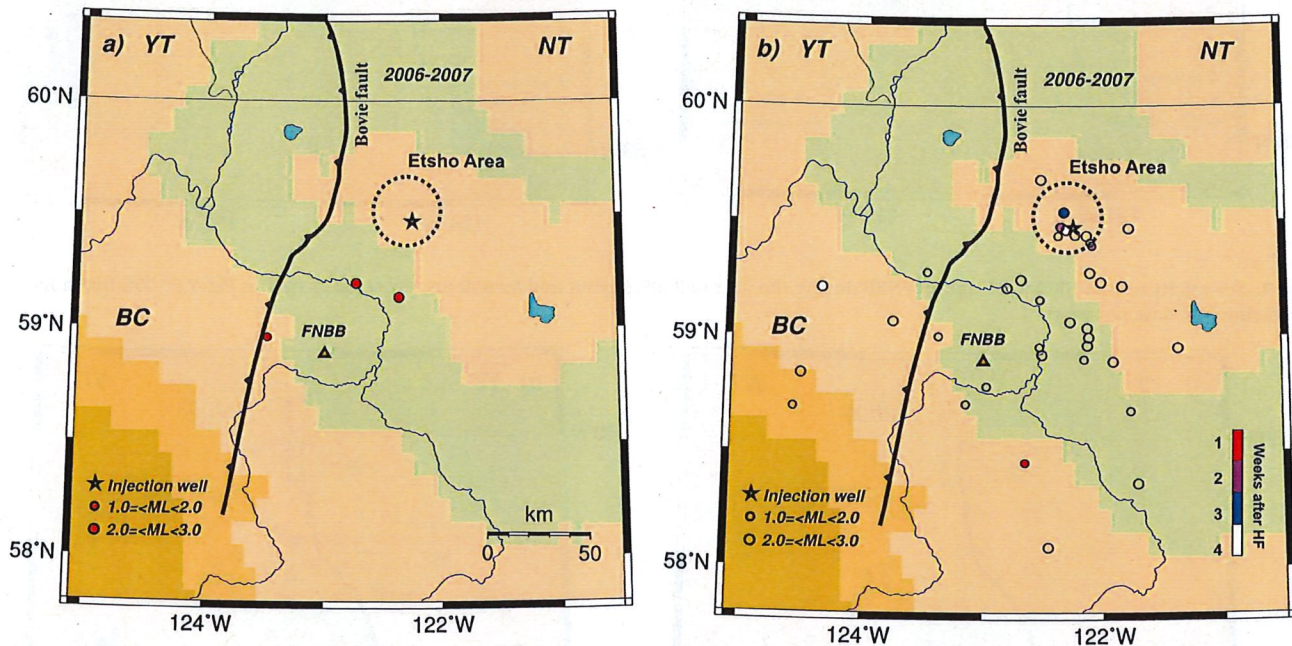 a) YT
NT
2006-2007
60°N
Bovie fault
Etsho Area
59°N
BC
FNBB
Injection well
1.0=<ML<2.0
2.0=<ML<3.0
km
0 50
58°N
124°W
122°W
b) YT
NT
2006-2007
60°N
Bovie fault
Etsho Area
59°N
BC
FNBB
1
2
3
4
Weeks after HF
Injection well
1.0=<ML<2.0
2.0=<ML<3.0
58°N
124°W
122°W